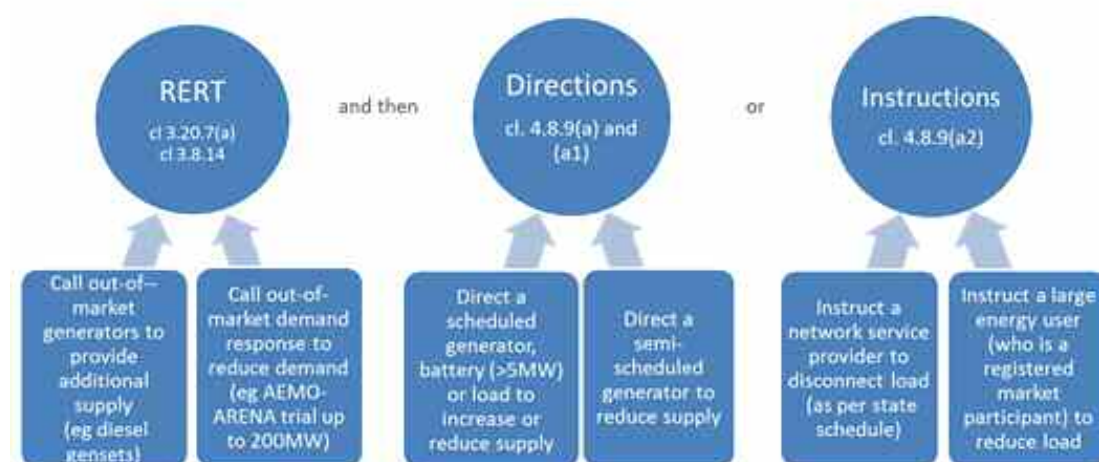 RERT
cl 3.20.7(a)
cl 3.8.14
and then
Directions
cl. 4.8.9(a) and
(a1)
or
Instructions
cl. 4.8.9(a2)
Call out-of–
market
generators to
provide
additional
supply
(eg diesel
gensets)
Call out-of-
market demand
response to
reduce demand
(eg AEMO-
ARENA trial up
to 200MW)
Direct a
scheduled
generator,
battery (>5MW)
or load to
increase or
reduce supply
Direct a
semi-
scheduled
generator to
reduce supply
Instruct a
network service
provider to
disconnect load
(as per state
schedule)
Instruct a large
energy user
(who is a
registered
market
participant) to
reduce load